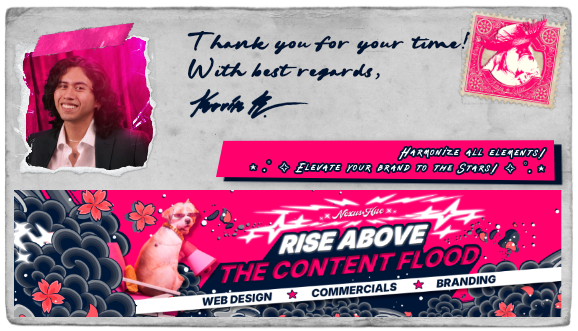 Thank you for your time!
With best regards,
Harmonize all elements!
Elevate your brand to the Stars!
NexusHue
RISE ABOVE
THE CONTENT FLOOD
WEB DESIGN ★ COMMERCIALS ★ BRANDING